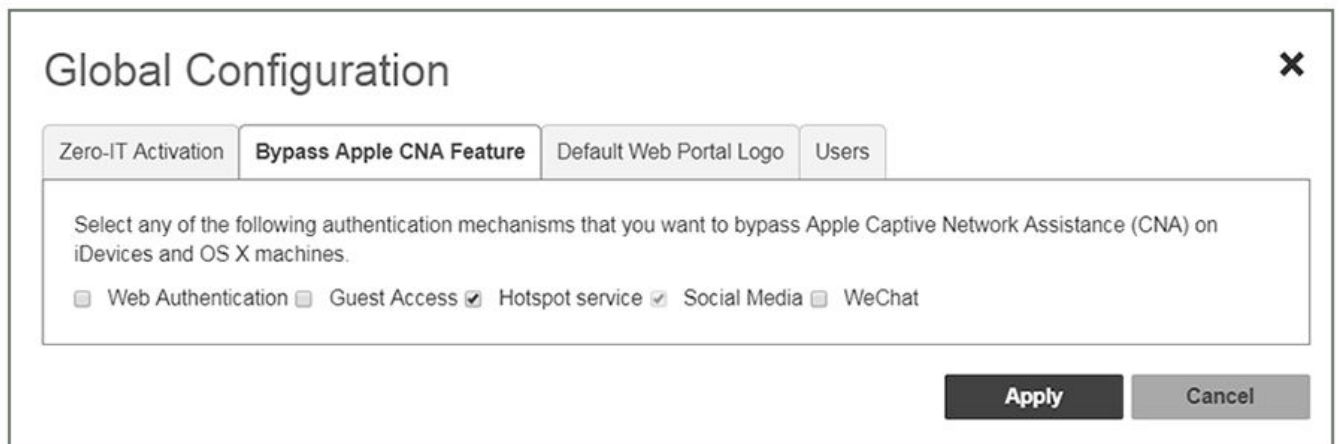 Global Configuration
Zero-IT Activation Bypass Apple CNA Feature Default Web Portal Logo Users
Select any of the following authentication mechanisms that you want to bypass Apple Captive Network Assistance (CNA) on
iDevices and OS X machines.
Web Authentication Guest Access Hotspot service Social Media WeChat
Apply Cancel